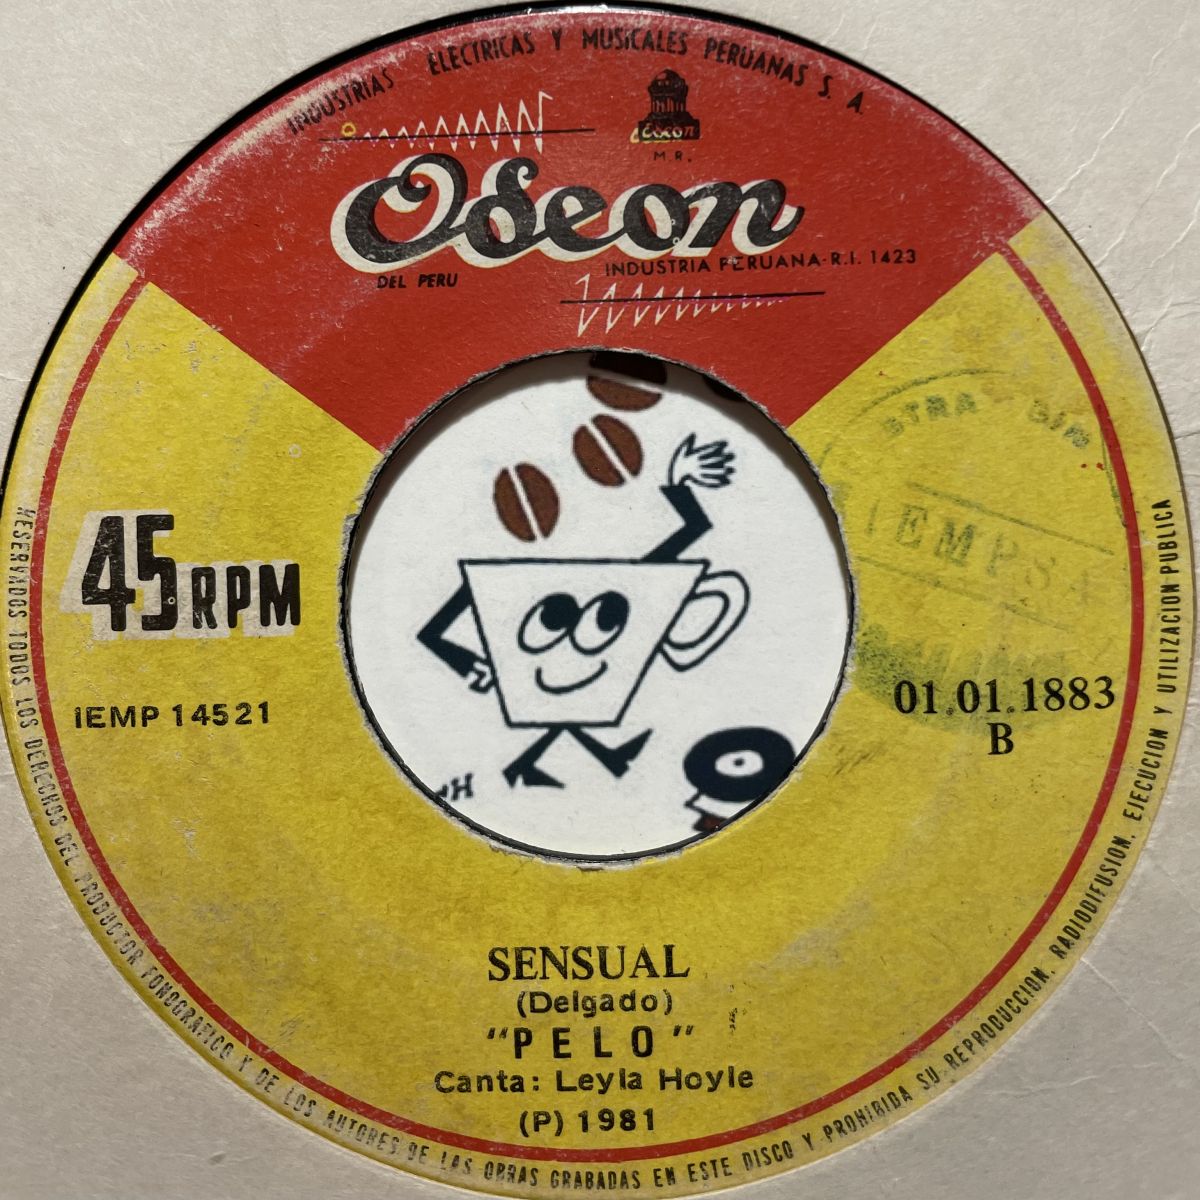 INDUSTRIAS ELECTRICAS Y MUSICALES PERUANAS S. A.
Odeon
M.R.
Odeon
DEL PERU
INDUSTRIA PERUANA-R.I. 1423
45 RPM
IEMP 14521
IEMPSA
01.01.1883
B
SENSUAL
(Delgado)
"PELO"
Canta: Leyla Hoyle
(P) 1981
RESERVADOS TODOS LOS DERECHOS DEL PRODUCTOR FONOGRAFICO Y DE LOS AUTORES DE LAS OBRAS GRABADAS EN ESTE DISCO Y PROHIBIDA SU REPRODUCCION, RADIODIFUSION, EJECUCION Y UTILIZACION PUBLICA